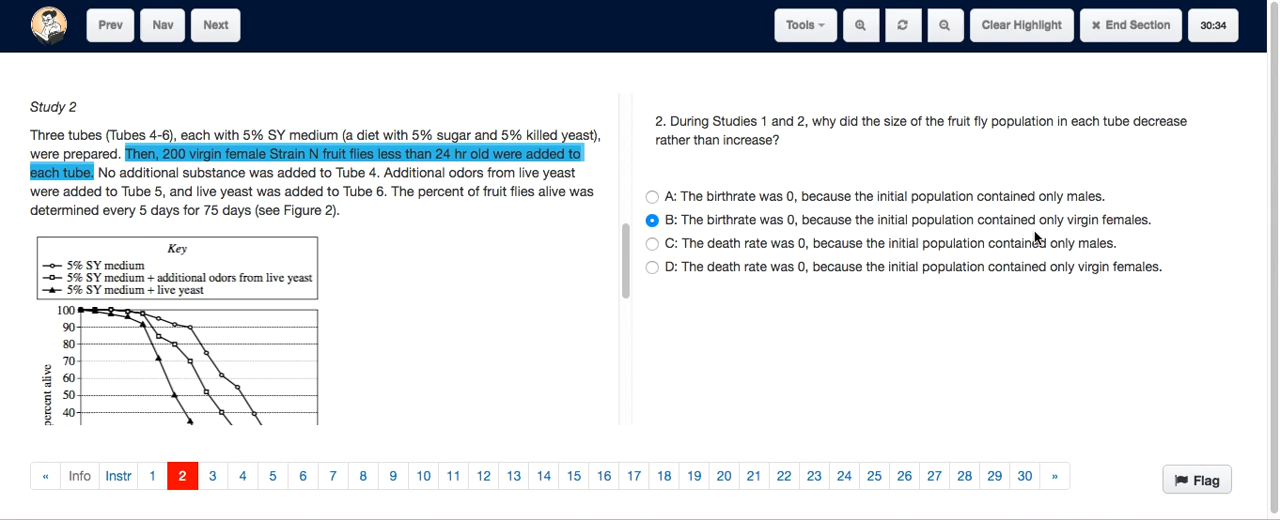 Prev Nav Next Tools Clear Highlight × End Section 30:34
Study 2
Three tubes (Tubes 4-6), each with 5% SY medium (a diet with 5% sugar and 5% killed yeast),
were prepared. Then, 200 virgin female Strain N fruit flies less than 24 hr old were added to
each tube. No additional substance was added to Tube 4. Additional odors from live yeast
were added to Tube 5, and live yeast was added to Tube 6. The percent of fruit flies alive was
determined every 5 days for 75 days (see Figure 2).
Key
5% SY medium
5% SY medium + additional odors from live yeast
5% SY medium + live yeast
100
90
80
70
60
50
40
percent alive
2. During Studies 1 and 2, why did the size of the fruit fly population in each tube decrease
rather than increase?
A: The birthrate was 0, because the initial population contained only males.
B: The birthrate was 0, because the initial population contained only virgin females.
C: The death rate was 0, because the initial population contained only males.
D: The death rate was 0, because the initial population contained only virgin females.
« Info Instr 1 2 3 4 5 6 7 8 9 10 11 12 13 14 15 16 17 18 19 20 21 22 23 24 25 26 27 28 29 30 »
Flag